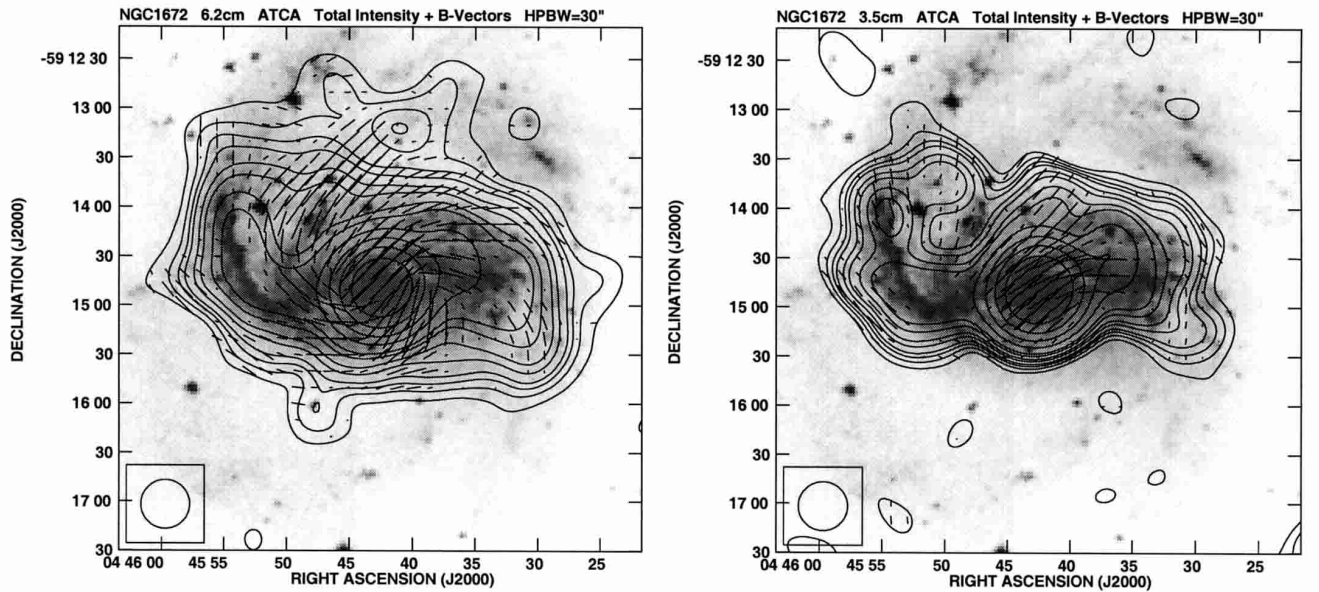 NGC1672 6.2cm ATCA Total Intensity + B-Vectors HPBW=30"
DECLINATION (J2000)
-59 12 30
13 00
30
14 00
30
15 00
30
16 00
30
17 00
30
04 46 00 45 55 50 45 40 35 30 25
RIGHT ASCENSION (J2000)
NGC1672 3.5cm ATCA Total Intensity + B-Vectors HPBW=30"
DECLINATION (J2000)
-59 12 30
13 00
30
14 00
30
15 00
30
16 00
30
17 00
30
04 46 00 45 55 50 45 40 35 30 25
RIGHT ASCENSION (J2000)